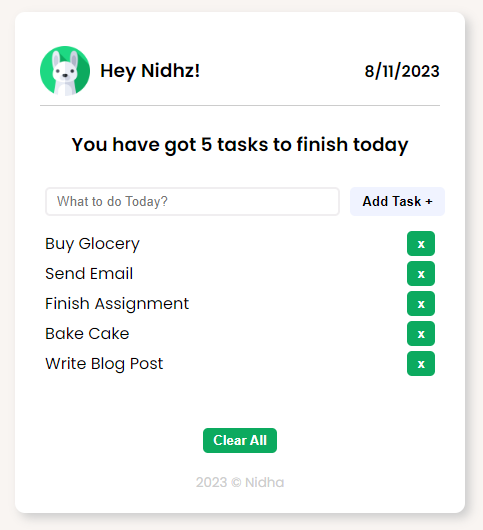 Hey Nidhz!
8/11/2023
You have got 5 tasks to finish today
What to do Today?
Add Task +
Buy Glocery
x
Send Email
x
Finish Assignment
x
Bake Cake
x
Write Blog Post
x
Clear All
2023 © Nidha